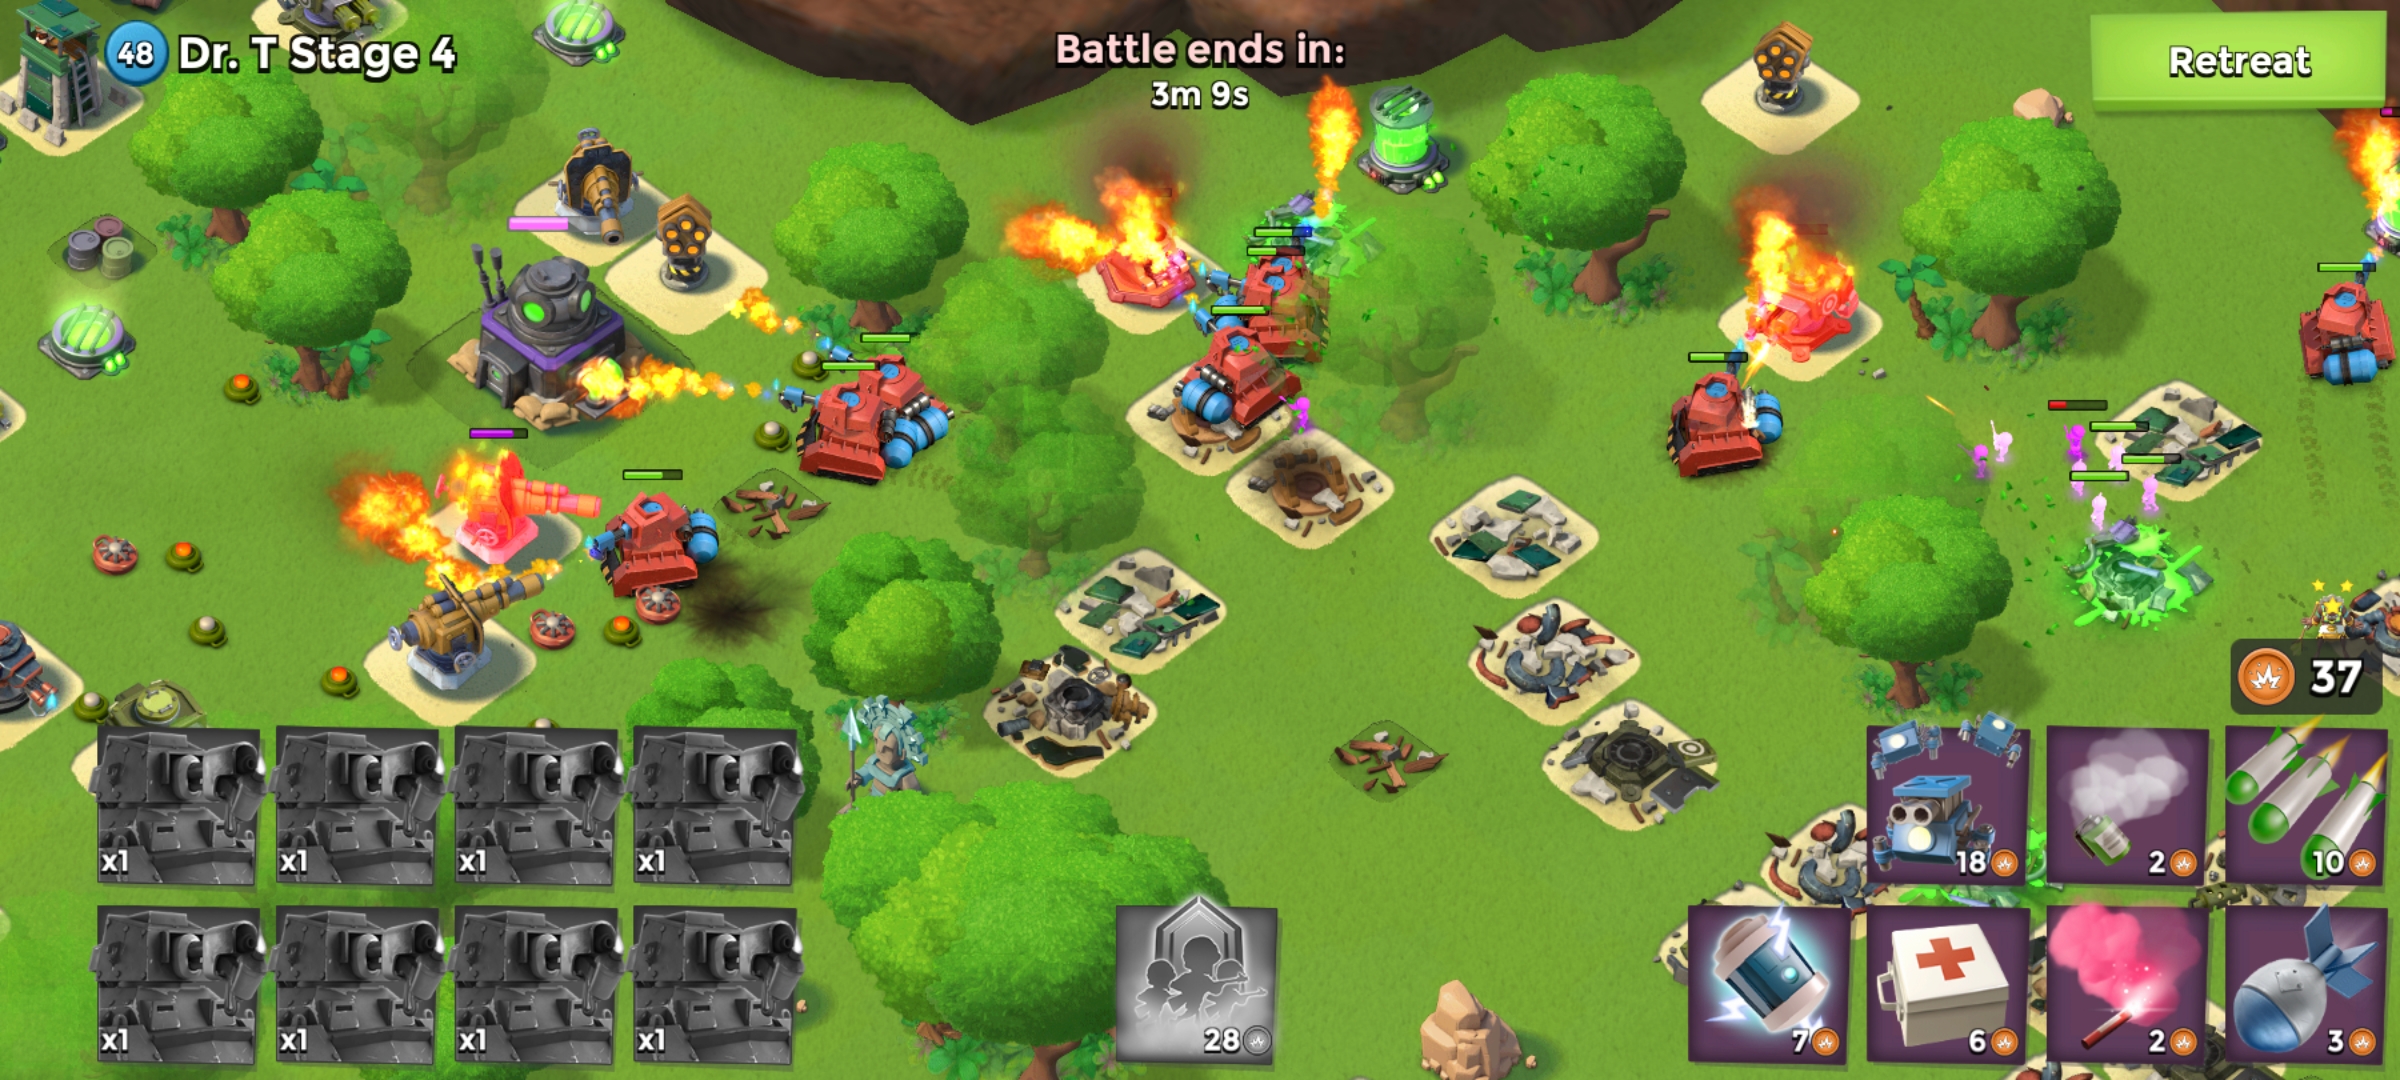 48 Dr. T Stage 4
Battle ends in:
3m 9s
Retreat
37
x1 x1 x1 x1
18 2 10
x1 x1 x1 x1
28
7 6 2 3